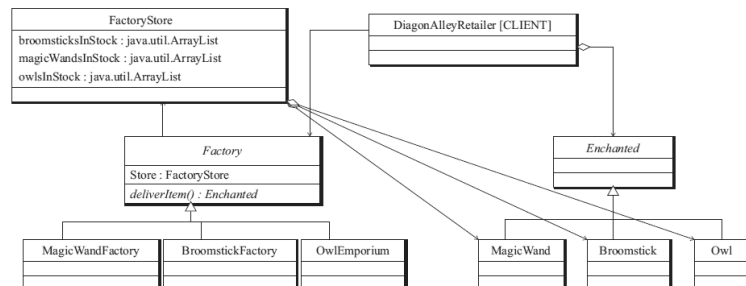 FactoryStore
broomsticksInStock : java.util.ArrayList
magicWandsInStock : java.util.ArrayList
owlsInStock : java.util.ArrayList
DiagonAlleyRetailer [CLIENT]
Factory
Store : FactoryStore
deliverItem() : Enchanted
Enchanted
MagicWandFactory
BroomstickFactory
OwlEmporium
MagicWand
Broomstick
Owl